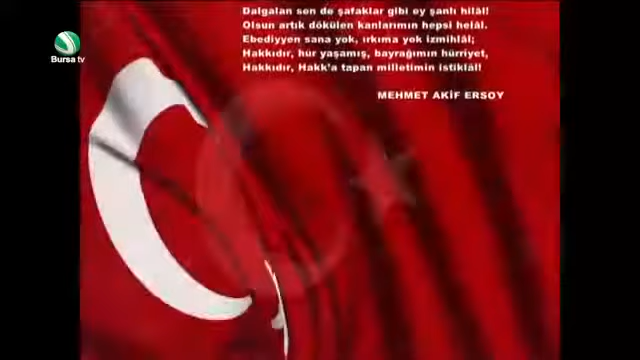 Dalgalan sen de şafaklar gibi ey şanlı hilâl!
Olsun artık dökülen kanlarımın hepsi helâl.
Ebediyyen sana yok, ırkıma yok izmihlâl;
Hakkıdır, hür yaşamış, bayrağımın hürriyet,
Hakkıdır, Hakk'a tapan milletimin istiklâl!
MEHMET AKİF ERSOY
Bursa tv